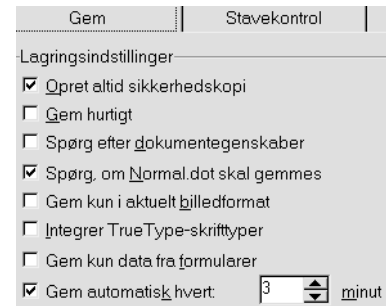 Gem Stavekontrol
Lagringsindstillinger
Opret altid sikkerhedskopi
Gem hurtigt
Spørg efter dokumentegenskaber
Spørg, om Normal.dot skal gemmes
Gem kun i aktuelt billedformat
Integrer TrueType-skrifttyper
Gem kun data fra formularer
Gem automatisk hvert: 3 minut